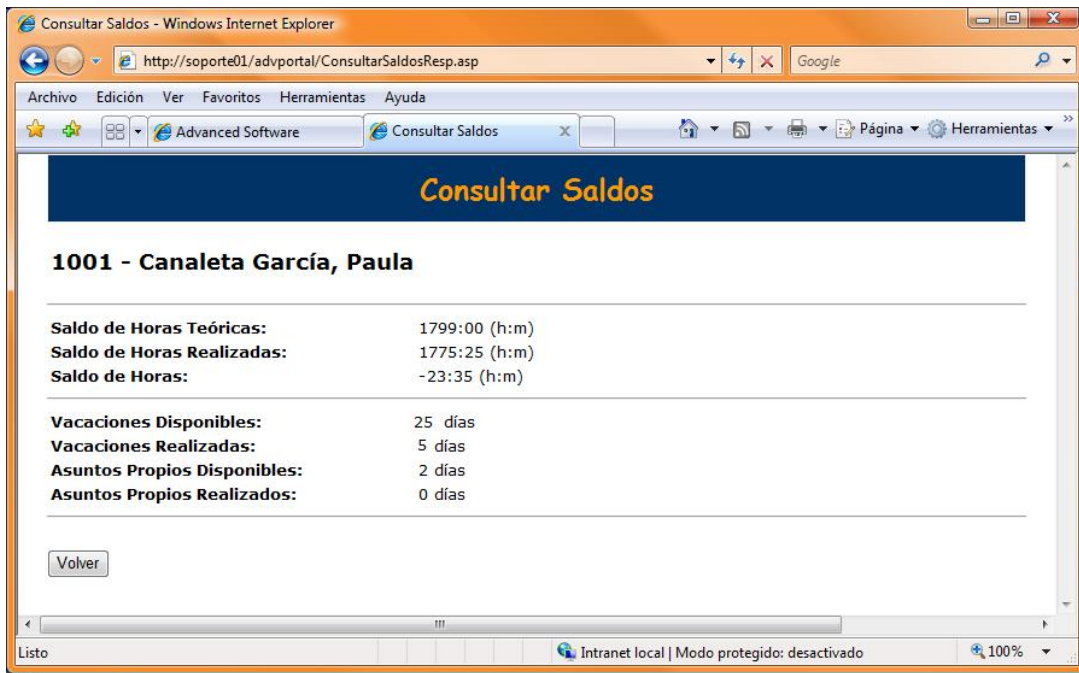 Consultar Saldos - Windows Internet Explorer
http://soporte01/advportal/ConsultarSaldosResp.asp
Google
Archivo Edición Ver Favoritos Herramientas Ayuda
Advanced Software Consultar Saldos Página Herramientas
Consultar Saldos
1001 - Canaleta García, Paula
Saldo de Horas Teóricas: 1799:00 (h:m)
Saldo de Horas Realizadas: 1775:25 (h:m)
Saldo de Horas: -23:35 (h:m)
Vacaciones Disponibles: 25 días
Vacaciones Realizadas: 5 días
Asuntos Propios Disponibles: 2 días
Asuntos Propios Realizados: 0 días
Volver
Listo Intranet local | Modo protegido: desactivado 100%